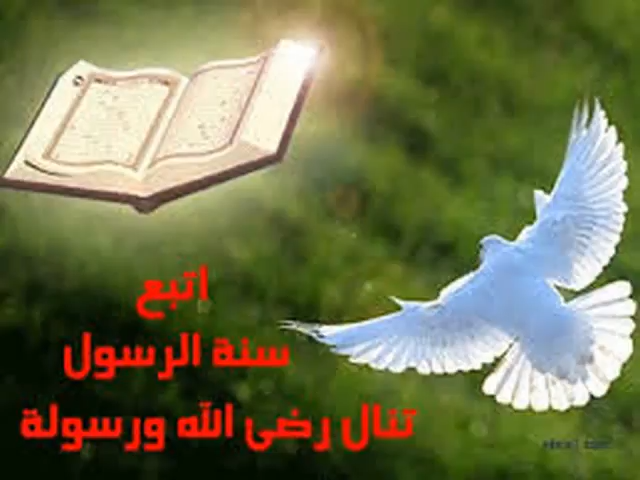 اتبع
سنة الرسول
تنال رضى الله ورسولة